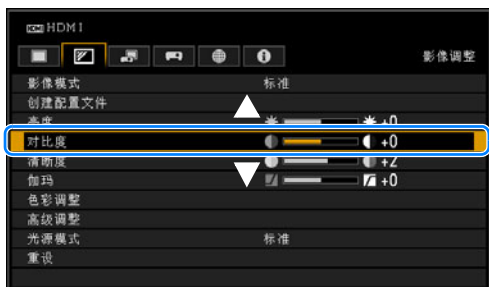 HDMI HDMI
影像调整
影像模式 标准
创建配置文件
亮度 +0
对比度 +0
清晰度 +2
伽玛 +0
色彩调整
高级调整
光源模式 标准
重设